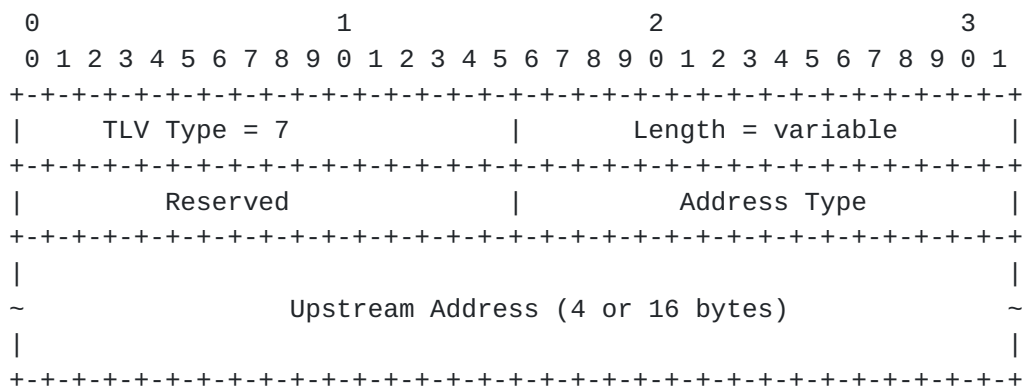 0                   1                   2                   3
0 1 2 3 4 5 6 7 8 9 0 1 2 3 4 5 6 7 8 9 0 1 2 3 4 5 6 7 8 9 0 1
+-+-+-+-+-+-+-+-+-+-+-+-+-+-+-+-+-+-+-+-+-+-+-+-+-+-+-+-+-+-+-+-+
|     TLV Type = 7              |       Length = variable       |
+-+-+-+-+-+-+-+-+-+-+-+-+-+-+-+-+-+-+-+-+-+-+-+-+-+-+-+-+-+-+-+-+
|         Reserved              |          Address Type         |
+-+-+-+-+-+-+-+-+-+-+-+-+-+-+-+-+-+-+-+-+-+-+-+-+-+-+-+-+-+-+-+-+
|                                                               |
~                 Upstream Address (4 or 16 bytes)              ~
|                                                               |
+-+-+-+-+-+-+-+-+-+-+-+-+-+-+-+-+-+-+-+-+-+-+-+-+-+-+-+-+-+-+-+-+